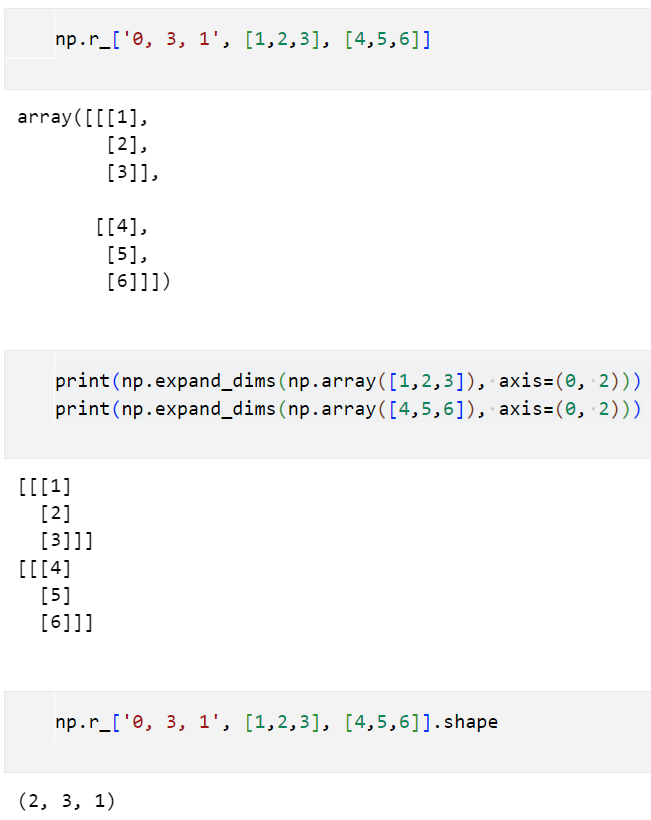 np.r_['0, 3, 1', [1,2,3], [4,5,6]]
array([[[1],
        [2],
        [3]],
       [[4],
        [5],
        [6]]])
print(np.expand_dims(np.array([1,2,3]), axis=(0, 2)))
print(np.expand_dims(np.array([4,5,6]), axis=(0, 2)))
[[[1]
  [2]
  [3]]]
[[[4]
  [5]
  [6]]]
np.r_['0, 3, 1', [1,2,3], [4,5,6]].shape
(2, 3, 1)